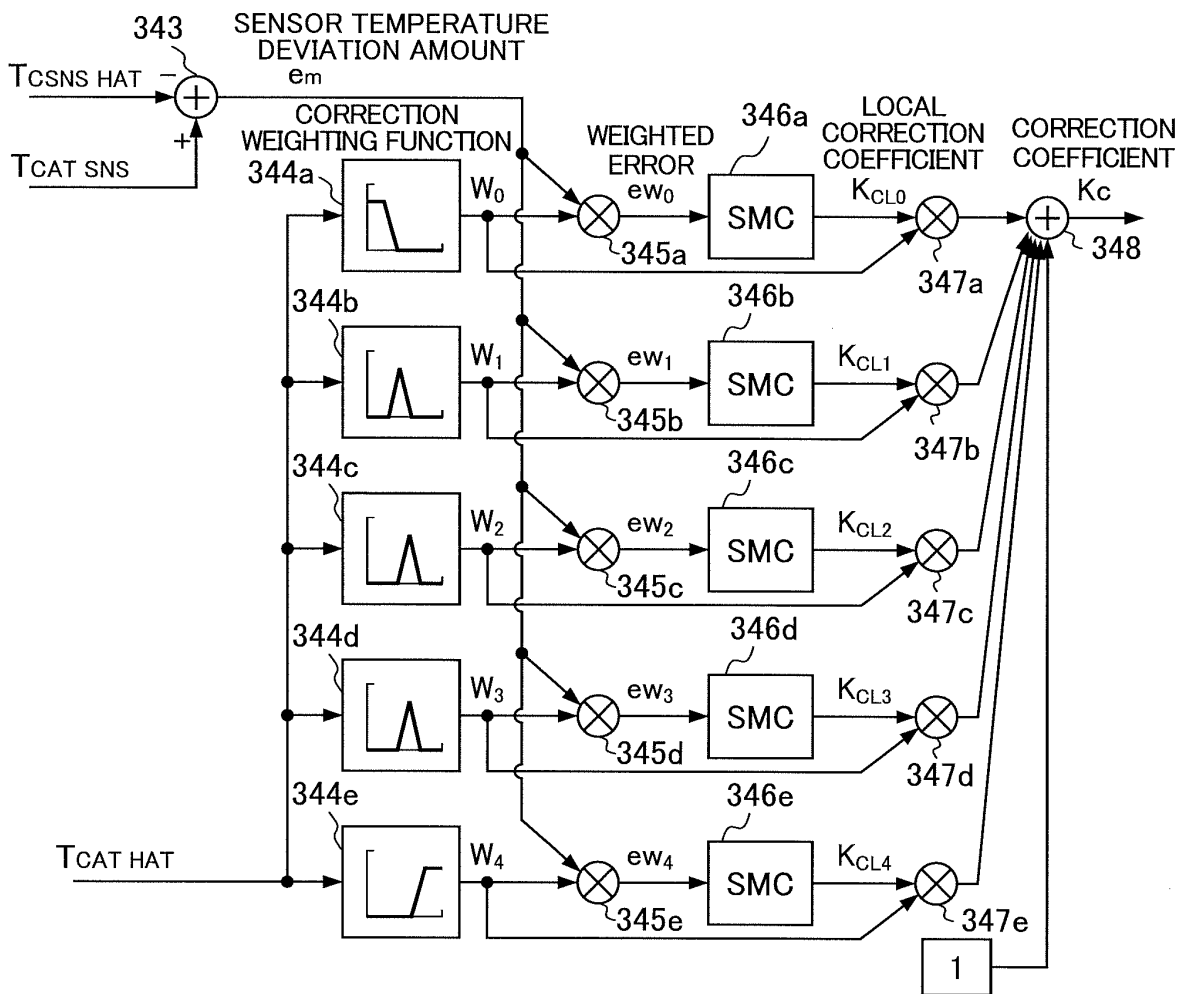 343
SENSOR TEMPERATURE
DEVIATION AMOUNT
em
TCSNS HAT
−
+
+
TCAT SNS
CORRECTION
WEIGHTING FUNCTION
WEIGHTED
ERROR
LOCAL
CORRECTION
COEFFICIENT
CORRECTION
COEFFICIENT
344a
W0
345a
ew0
346a
SMC
KCL0
347a
+
Kc
348
344b
W1
345b
ew1
346b
SMC
KCL1
347b
344c
W2
345c
ew2
346c
SMC
KCL2
347c
344d
W3
345d
ew3
346d
SMC
KCL3
347d
344e
TCAT HAT
W4
345e
ew4
346e
SMC
KCL4
347e
1